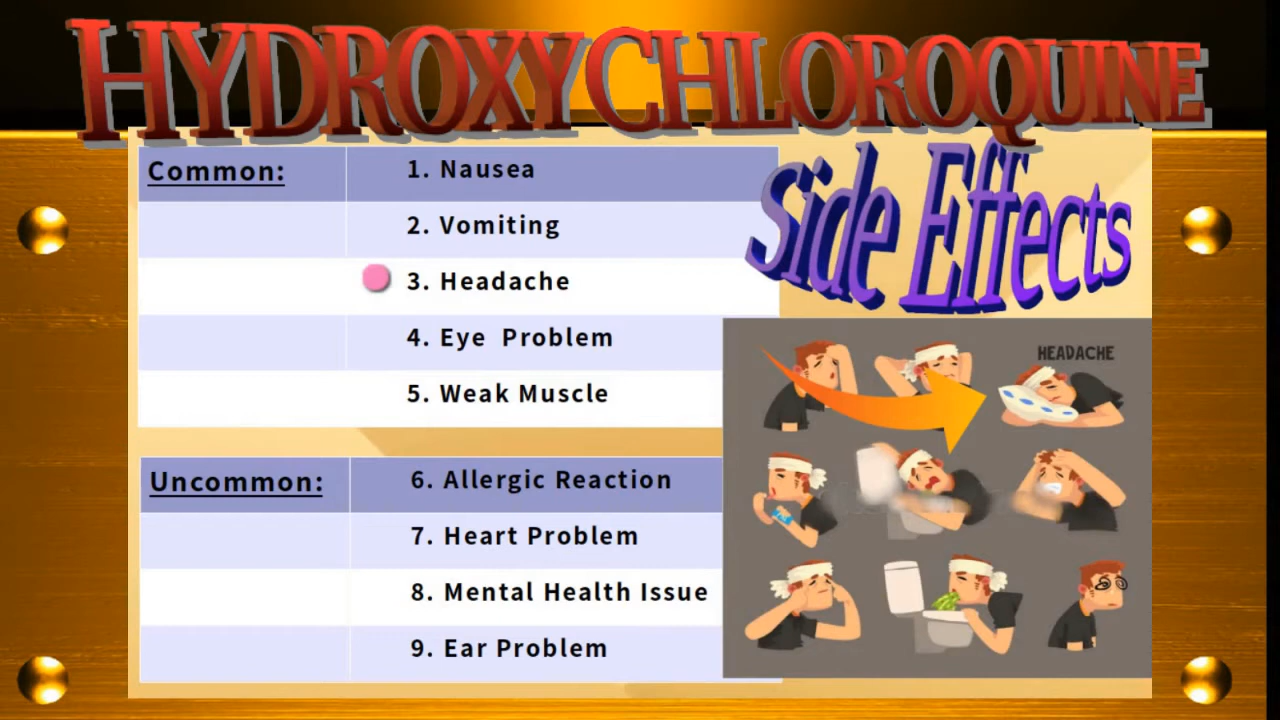 HYDROXYCHLOROQUINE
Side Effects
Common:
1. Nausea
2. Vomiting
3. Headache
4. Eye Problem
5. Weak Muscle
Uncommon:
6. Allergic Reaction
7. Heart Problem
8. Mental Health Issue
9. Ear Problem
HEADACHE